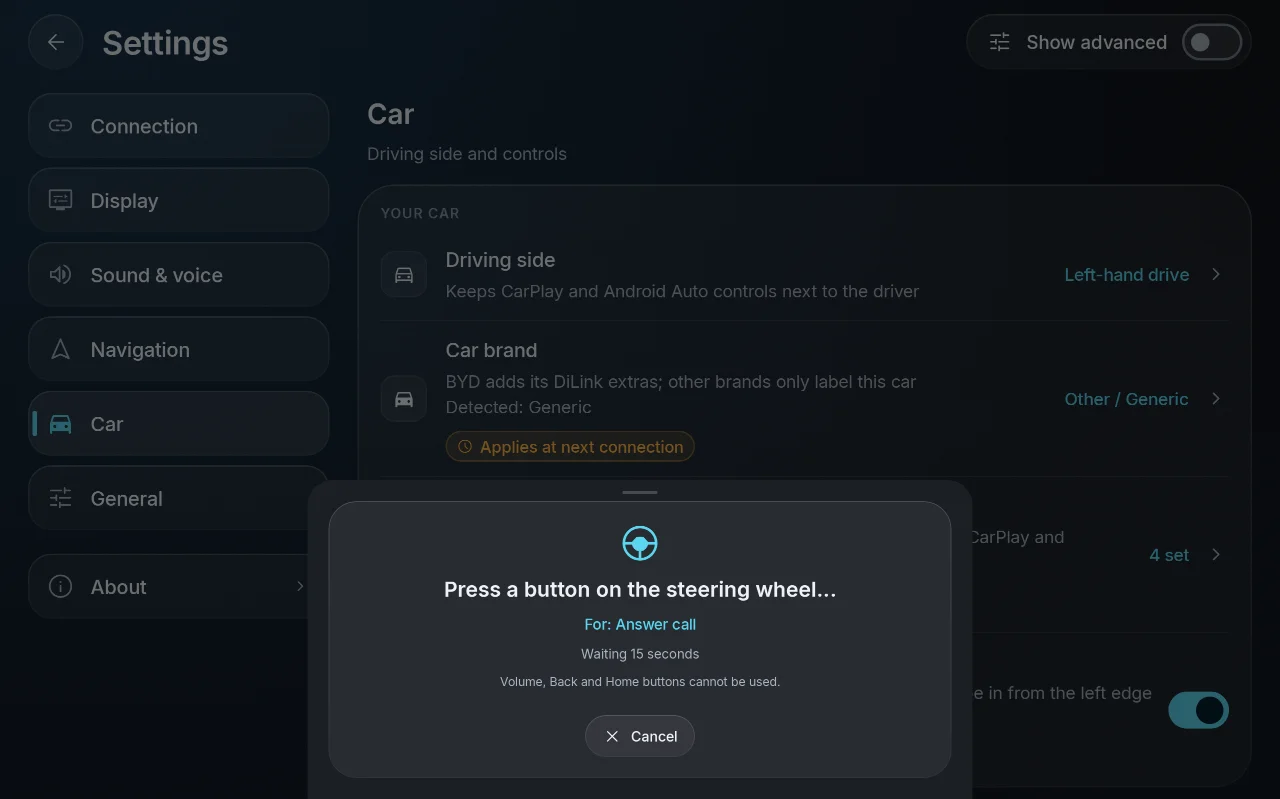 Settings
Show advanced
Connection
Display
Sound & voice
Navigation
Car
General
About
Car
Driving side and controls
YOUR CAR
Driving side
Keeps CarPlay and Android Auto controls next to the driver
Left-hand drive
Car brand
BYD adds its DiLink extras; other brands only label this car
Detected: Generic
Other / Generic
Applies at next connection
CarPlay and
4 set
in from the left edge
Press a button on the steering wheel...
For: Answer call
Waiting 15 seconds
Volume, Back and Home buttons cannot be used.
Cancel